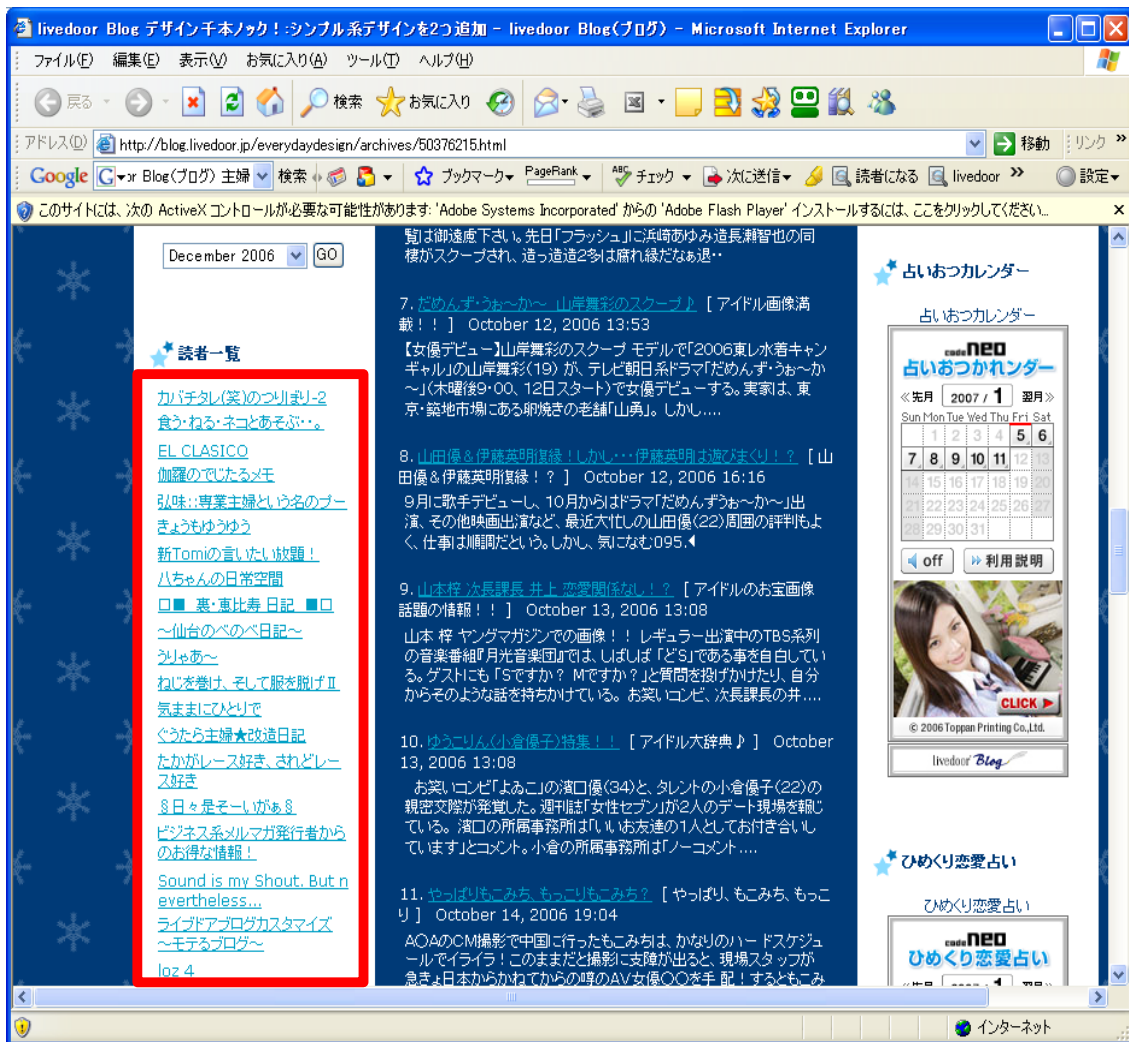 livedoor Blog デザイン千本ノック！:シンプル系デザインを2つ追加 - livedoor Blog(ブログ) - Microsoft Internet Explorer
ファイル(F) 編集(E) 表示(V) お気に入り(A) ツール(T) ヘルプ(H)
戻る 検索 お気に入り
アドレス(D) http://blog.livedoor.jp/everydaydesign/archives/50376215.html 移動 リンク »
Google Blog(ブログ) 主婦 検索 ブックマーク PageRank チェック 次に送信 読者になる livedoor » 設定
このサイトには、次の ActiveX コントロールが必要な可能性があります: 'Adobe Systems Incorporated' からの 'Adobe Flash Player' インストールするには、ここをクリックしてください...
December 2006 GO
読者一覧
カバチタレ(笑)のつりぼり-2
食う・ねる・ネコとあそぶ・・。
EL CLASICO
伽羅のでじたるメモ
弘味::専業主婦という名のプー
きょうもゆうゆう
新Tomiの言いたい放題！
八ちゃんの日常空間
□■ 裏・恵比寿 日記 ■□
～仙台のべのべ日記～
うりゃあ～
ねじを巻け、そして服を脱げⅡ
気ままにひとりで
ぐうたら主婦★改造日記
たかがレース好き、されどレー
ス好き
§日々是そーいがぁ§
ビジネス系メルマガ発行者から
のお得な情報！
Sound is my Shout. But n
evertheless...
ライブドアブログカスタマイズ
～モテるブログ～
loz 4
覧は御遠慮下さい。先日「フラッシュ」に浜崎あゆみ造長瀬智也の同
棲がスクープされ、造っ造造2多は腐れ縁だなぁ退・・
7. だめんず・うぉ～か～ 山岸舞彩のスクープ♪ [ アイドル画像満
載！！ ] October 12, 2006 13:53
【女優デビュー】山岸舞彩のスクープ モデルで「2006東レ水着キャン
ギャル」の山岸舞彩(19) が、テレビ朝日系ドラマ「だめんず・うぉ～か
～」(木曜後9・00、12日スタート)で女優デビューする。実家は、東
京・築地市場にある卵焼きの老舗「山勇」。しかし....
8. 山田優＆伊藤英明復縁！しかし・・・伊藤英明は遊びまくり！？ [ 山
田優＆伊藤英明復縁！？ ] October 12, 2006 16:16
9月に歌手デビューし、10月からはドラマ「だめんずうぉ～か～」出
演、その他映画出演など、最近大忙しの山田優(22)周囲の評判もよ
く、仕事は順調だという。しかし、気になむ095.◀
9. 山本梓 次長課長 井上 恋愛関係なし！？ [ アイドルのお宝画像
話題の情報！！ ] October 13, 2006 13:08
山本 梓 ヤングマガジンでの画像！！ レギュラー出演中のTBS系列
の音楽番組『月光音楽団』では、しばしば 「どS」である事を自白してい
る。ゲストにも 「Sですか？ Mですか？」と質問を投げかけたり、自分
からそのような話を持ちかけている。 お笑いコンビ、次長課長の井....
10. ゆうこりん(小倉優子)特集！！ [ アイドル大辞典♪ ] October
13, 2006 13:08
お笑いコンビ「よゐこ」の濱口優(34)と、タレントの小倉優子(22)の
親密交際が発覚した。週刊誌「女性セブン」が2人のデート現場を報じ
ている。 濱口の所属事務所は「いいお友達の1人としてお付き合いし
ています」とコメント。小倉の所属事務所は「ノーコメント....
11. やっぱりもこみち、もっこりもこみち？ [ やっぱり、もこみち、もっこ
り ] October 14, 2006 19:04
AOAのCM撮影で中国に行ったもこみちは、かなりのハードスケジュ
ールでイライラ！このままだと撮影に支障が出ると、現場スタッフが
急きょ日本からかねてからの噂のAV女優〇〇を手 配！するともこみ
占いおつカレンダー
占いおつカレンダー
code neo
占いおつかれンダー
≪先月 2007 / 1 翌月≫
Sun Mon Tue Wed Thu Fri Sat
1 2 3 4 5 6
7 8 9 10 11 12 13
14 15 16 17 18 19 20
21 22 23 24 25 26 27
28 29 30 31
off 利用説明
CLICK
© 2006 Toppan Printing Co.,Ltd.
livedoor Blog
ひめくり恋愛占い
ひめくり恋愛占い
code neo
ひめくり恋愛占い
インターネット